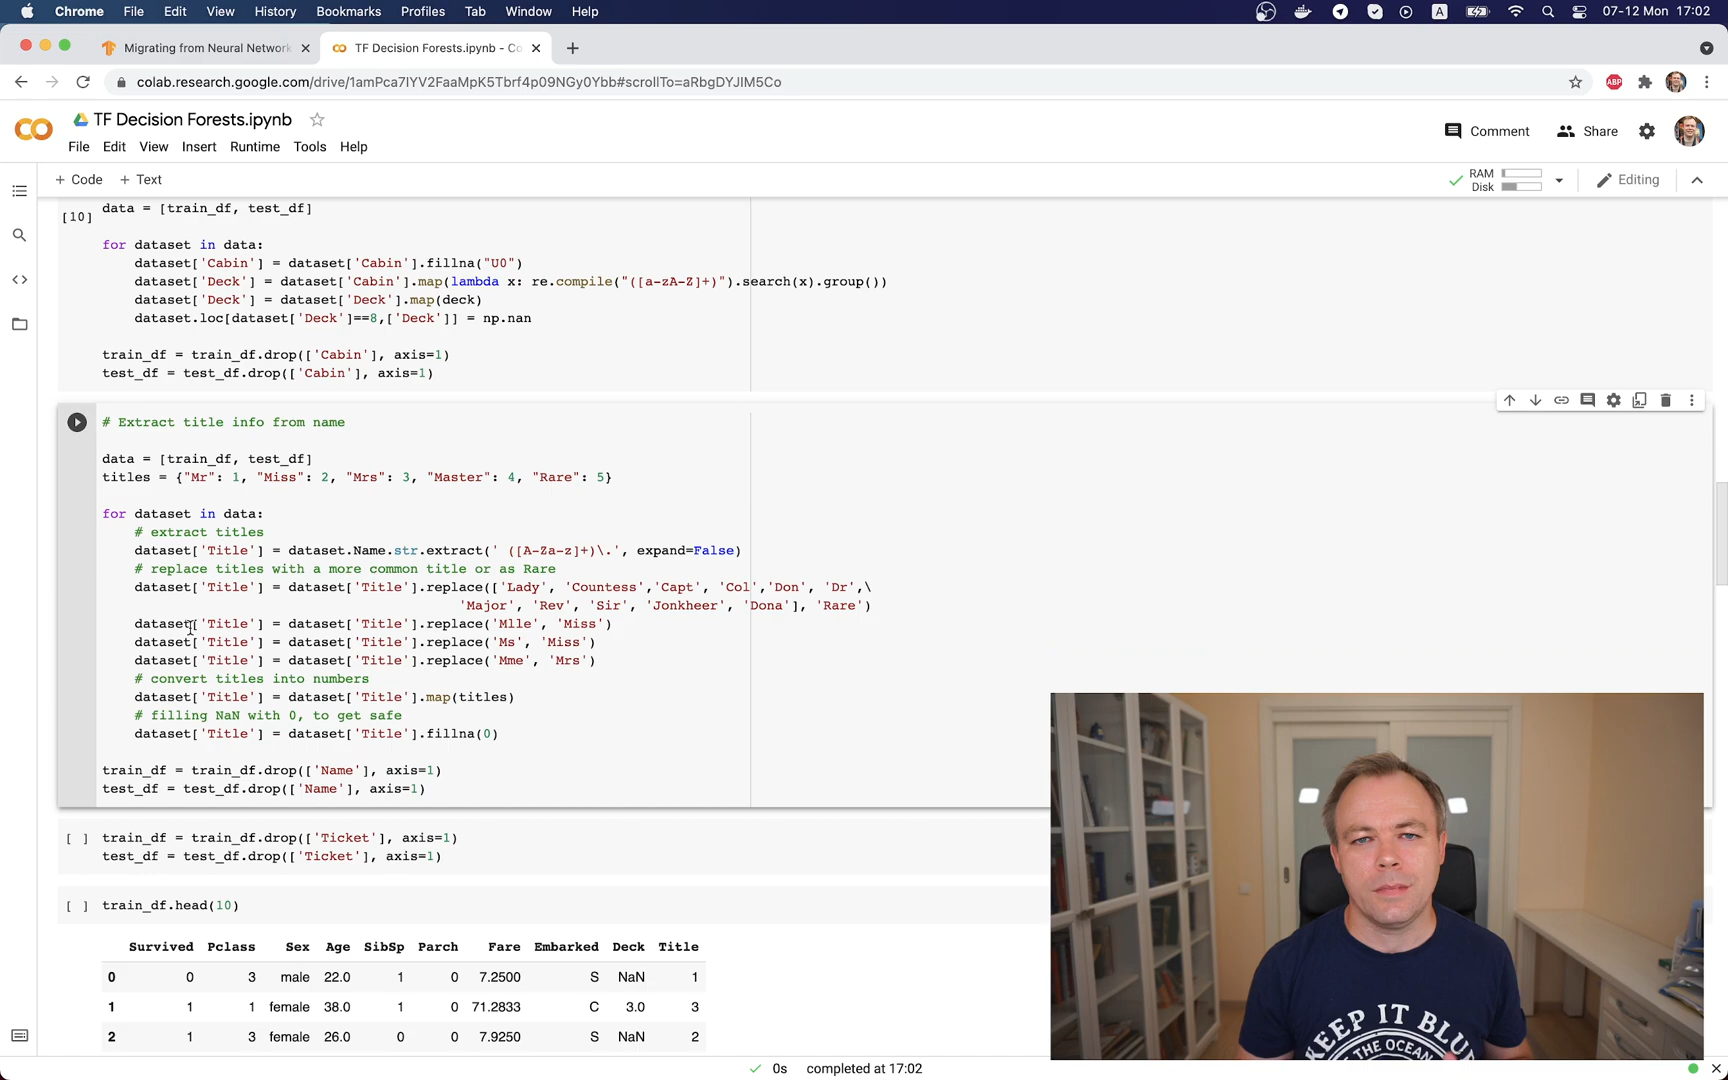 Chrome File Edit View History Bookmarks Profiles Tab Window Help
A
07-12 Mon 17:02
Migrating from Neural Network
TF Decision Forests.ipynb - Co
colab.research.google.com/drive/1amPca7IYV2FaaMpK5Tbrf4p09NGy0Ybb#scrollTo=aRbgDYJIM5Co
ABP
TF Decision Forests.ipynb
Comment
Share
File Edit View Insert Runtime Tools Help
+ Code + Text
RAM
Disk
Editing
[10]
data = [train_df, test_df]
for dataset in data:
dataset['Cabin'] = dataset['Cabin'].fillna("U0")
dataset['Deck'] = dataset['Cabin'].map(lambda x: re.compile("([a-zA-Z]+)").search(x).group())
dataset['Deck'] = dataset['Deck'].map(deck)
dataset.loc[dataset['Deck']==8,['Deck']] = np.nan
train_df = train_df.drop(['Cabin'], axis=1)
test_df = test_df.drop(['Cabin'], axis=1)
# Extract title info from name
data = [train_df, test_df]
titles = {"Mr": 1, "Miss": 2, "Mrs": 3, "Master": 4, "Rare": 5}
for dataset in data:
# extract titles
dataset['Title'] = dataset.Name.str.extract(' ([A-Za-z]+)\.', expand=False)
# replace titles with a more common title or as Rare
dataset['Title'] = dataset['Title'].replace(['Lady', 'Countess','Capt', 'Col','Don', 'Dr',\
'Major', 'Rev', 'Sir', 'Jonkheer', 'Dona'], 'Rare')
dataset['Title'] = dataset['Title'].replace('Mlle', 'Miss')
dataset['Title'] = dataset['Title'].replace('Ms', 'Miss')
dataset['Title'] = dataset['Title'].replace('Mme', 'Mrs')
# convert titles into numbers
dataset['Title'] = dataset['Title'].map(titles)
# filling NaN with 0, to get safe
dataset['Title'] = dataset['Title'].fillna(0)
train_df = train_df.drop(['Name'], axis=1)
test_df = test_df.drop(['Name'], axis=1)
[ ] train_df = train_df.drop(['Ticket'], axis=1)
test_df = test_df.drop(['Ticket'], axis=1)
[ ] train_df.head(10)
Survived Pclass Sex Age SibSp Parch Fare Embarked Deck Title
0 0 3 male 22.0 1 0 7.2500 S NaN 1
1 1 1 female 38.0 1 0 71.2833 C 3.0 3
2 1 3 female 26.0 0 0 7.9250 S NaN 2
KEEP IT BLUE
THE OCEAN
0s completed at 17:02